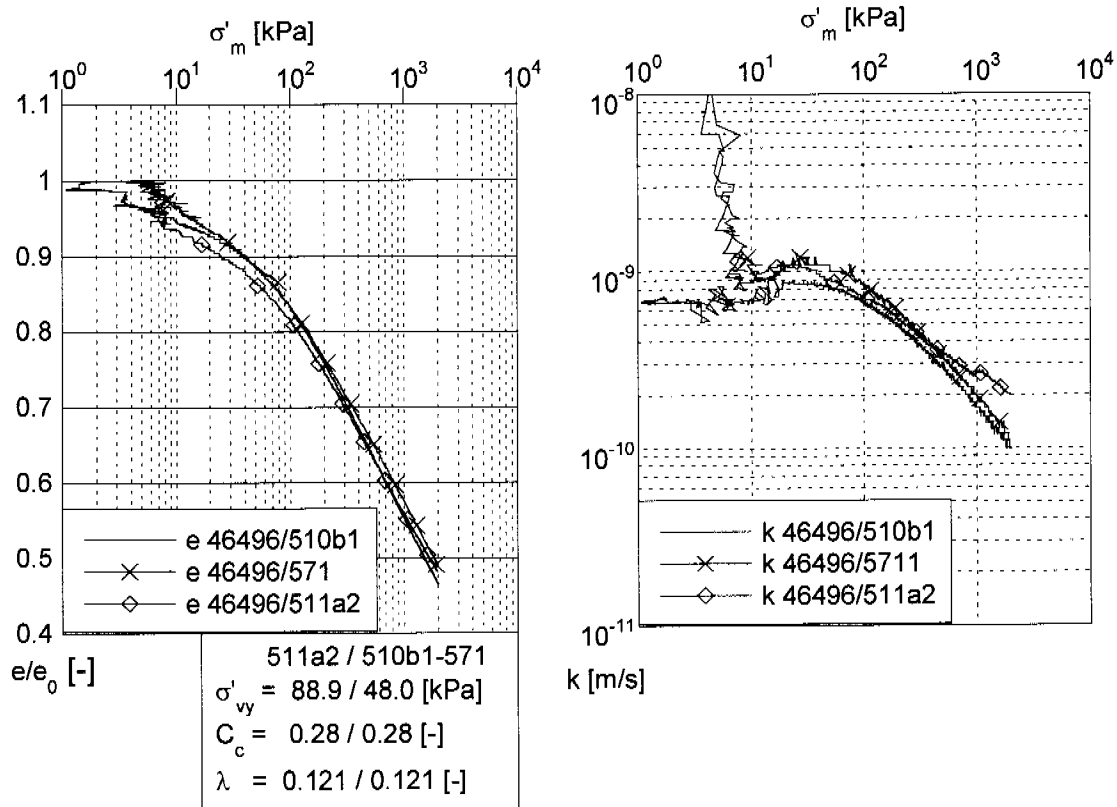 σ'm [kPa]
10^0 10^1 10^2 10^3 10^4
1.1
1
0.9
0.8
0.7
0.6
0.5
0.4
e/e0 [-]
e 46496/510b1
e 46496/571
e 46496/511a2
511a2 / 510b1-571
σ'vy = 88.9 / 48.0 [kPa]
Cc = 0.28 / 0.28 [-]
λ = 0.121 / 0.121 [-]
σ'm [kPa]
10^0 10^1 10^2 10^3 10^4
10^-8
10^-9
10^-10
10^-11
k [m/s]
k 46496/510b1
k 46496/5711
k 46496/511a2